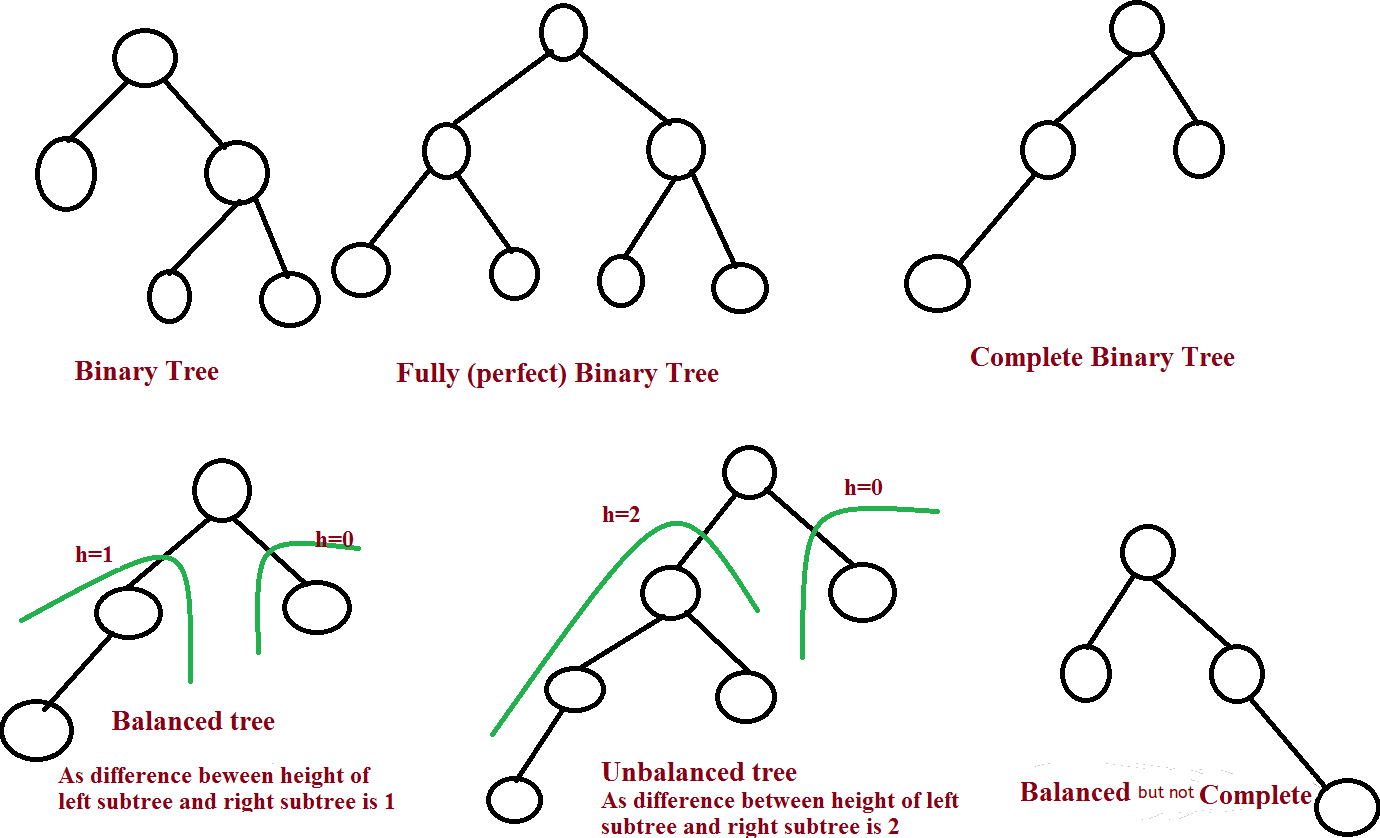 Binary Tree
Fully (perfect) Binary Tree
Complete Binary Tree
h=1
h=0
h=2
h=0
Balanced tree
As difference beween height of
left subtree and right subtree is 1
Unbalanced tree
As difference between height of left
subtree and right subtree is 2
Balanced but not Complete